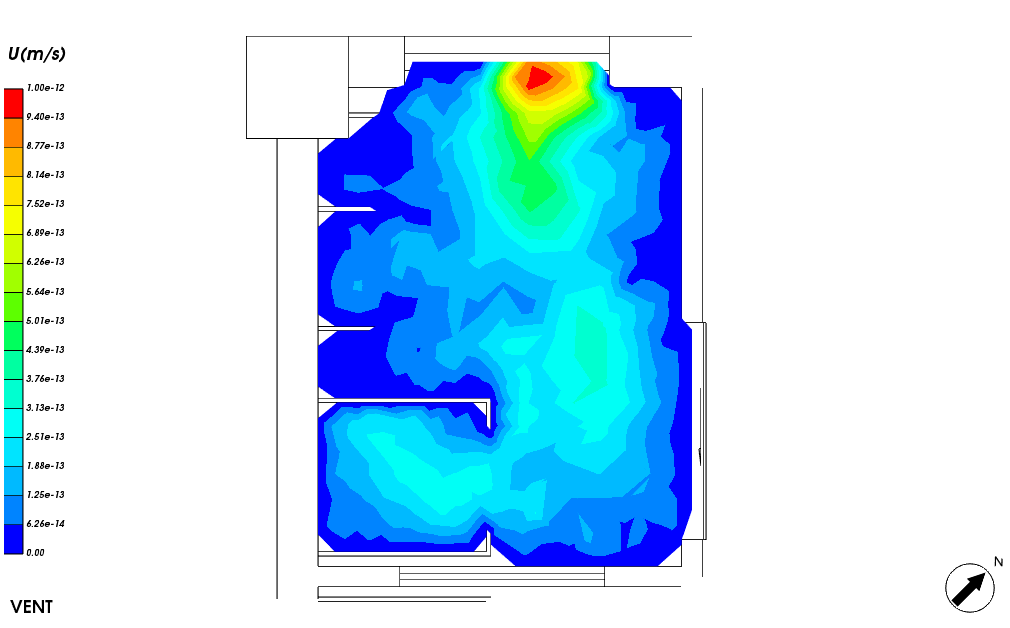 U(m/s)
1.00e-12
9.40e-13
8.77e-13
8.14e-13
7.52e-13
6.89e-13
6.26e-13
5.64e-13
5.01e-13
4.39e-13
3.76e-13
3.13e-13
2.51e-13
1.88e-13
1.25e-13
6.26e-14
0.00
N
VENT